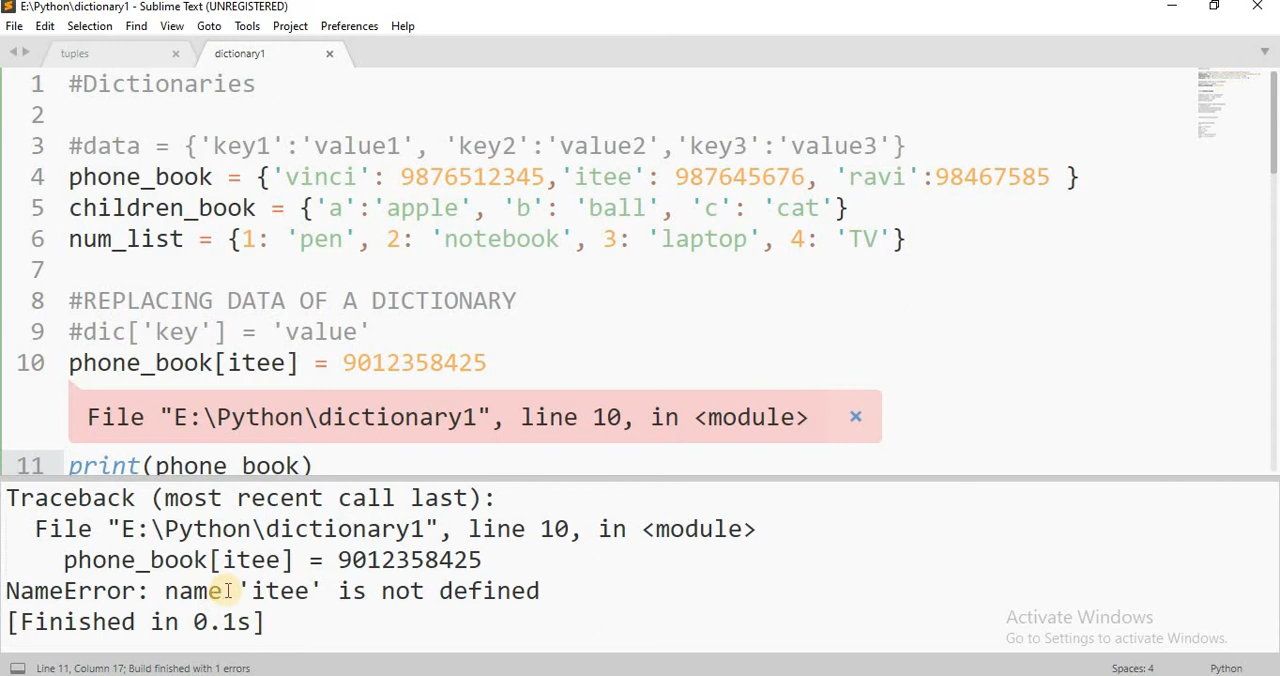 E:\Python\dictionary1 - Sublime Text (UNREGISTERED)
File Edit Selection Find View Goto Tools Project Preferences Help
tuples dictionary1
1 #Dictionaries
2
3 #data = {'key1':'value1', 'key2':'value2','key3':'value3'}
4 phone_book = {'vinci': 9876512345,'itee': 987645676, 'ravi':98467585 }
5 children_book = {'a':'apple', 'b': 'ball', 'c': 'cat'}
6 num_list = {1: 'pen', 2: 'notebook', 3: 'laptop', 4: 'TV'}
7
8 #REPLACING DATA OF A DICTIONARY
9 #dic['key'] = 'value'
10 phone_book[itee] = 9012358425
File "E:\Python\dictionary1", line 10, in <module> ×
11 print(phone_book)
Traceback (most recent call last):
File "E:\Python\dictionary1", line 10, in <module>
phone_book[itee] = 9012358425
NameError: name 'itee' is not defined
[Finished in 0.1s]
Activate Windows
Go to Settings to activate Windows.
Line 11, Column 17; Build finished with 1 errors Spaces: 4 Python